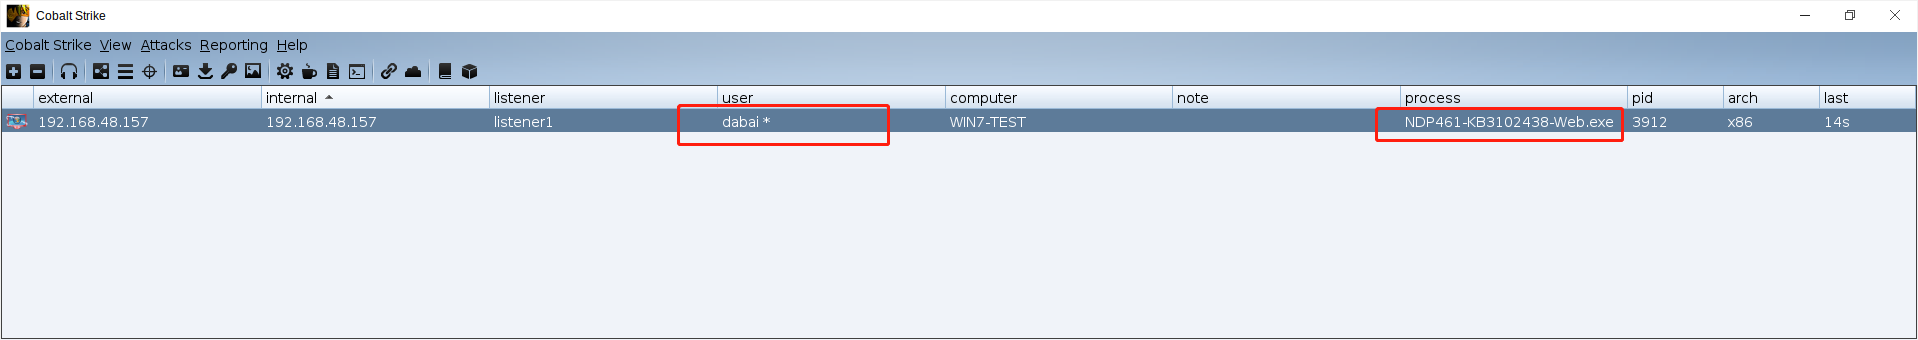 Cobalt Strike
Cobalt Strike View Attacks Reporting Help
external internal listener user computer note process pid arch last
192.168.48.157 192.168.48.157 listener1 dabai * WIN7-TEST NDP461-KB3102438-Web.exe 3912 x86 14s